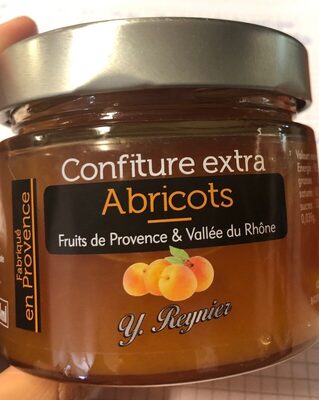 Confiture extra
Abricots
Fruits de Provence & Vallée du Rhône
Y. Reynier
Fabriqué
en Provence